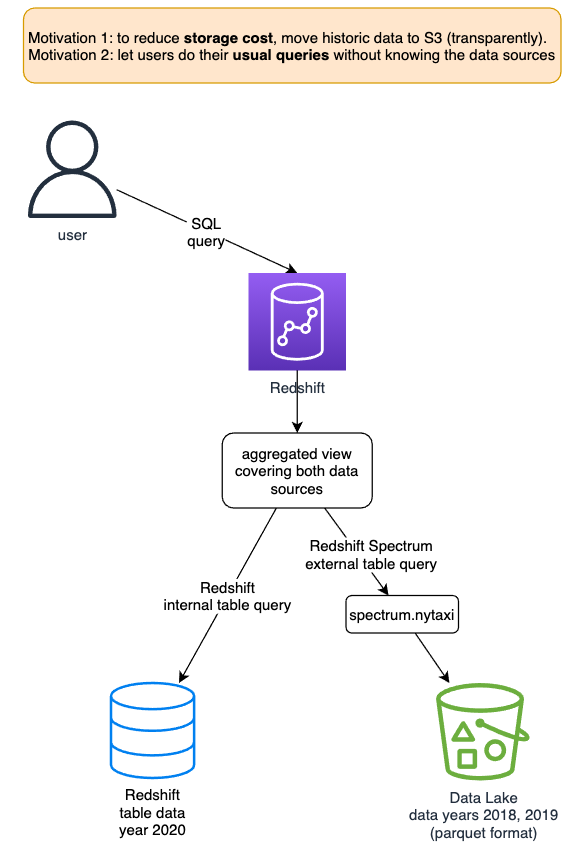 Motivation 1: to reduce storage cost, move historic data to S3 (transparently).
Motivation 2: let users do their usual queries without knowing the data sources
user
SQL
query
Redshift
aggregated view
covering both data
sources
Redshift Spectrum
external table query
Redshift
internal table query
spectrum.nytaxi
Redshift
table data
year 2020
Data Lake
data years 2018, 2019
(parquet format)